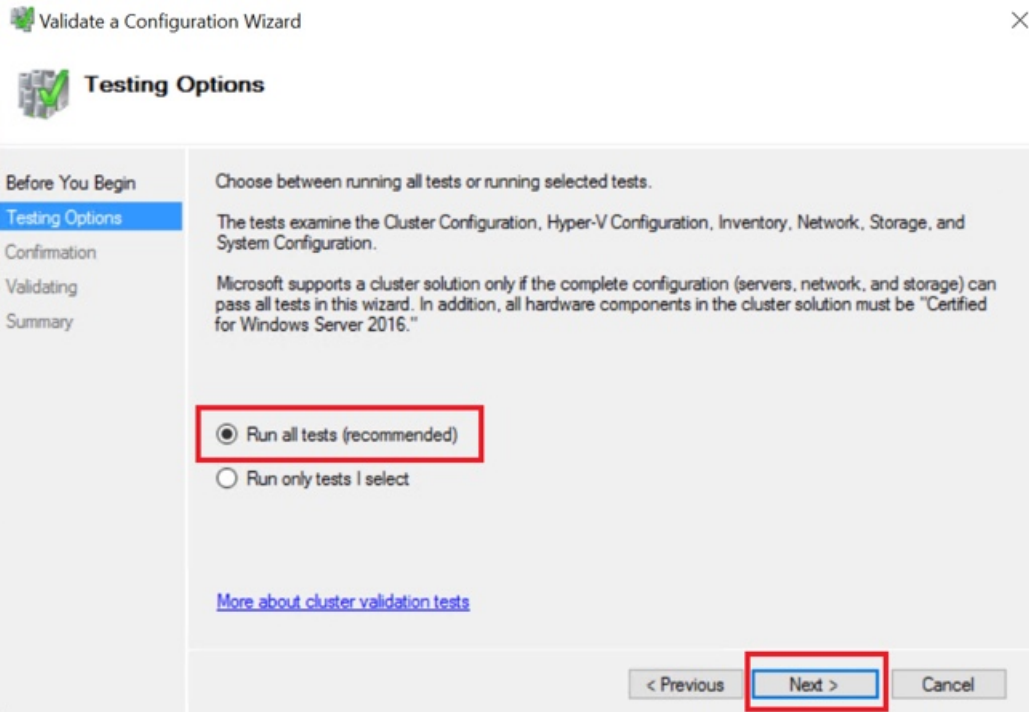 Validate a Configuration Wizard
Testing Options
Before You Begin
Testing Options
Confirmation
Validating
Summary
Choose between running all tests or running selected tests.
The tests examine the Cluster Configuration, Hyper-V Configuration, Inventory, Network, Storage, and
System Configuration.
Microsoft supports a cluster solution only if the complete configuration (servers, network, and storage) can
pass all tests in this wizard. In addition, all hardware components in the cluster solution must be "Certified
for Windows Server 2016."
Run all tests (recommended)
Run only tests I select
More about cluster validation tests
< Previous
Next >
Cancel